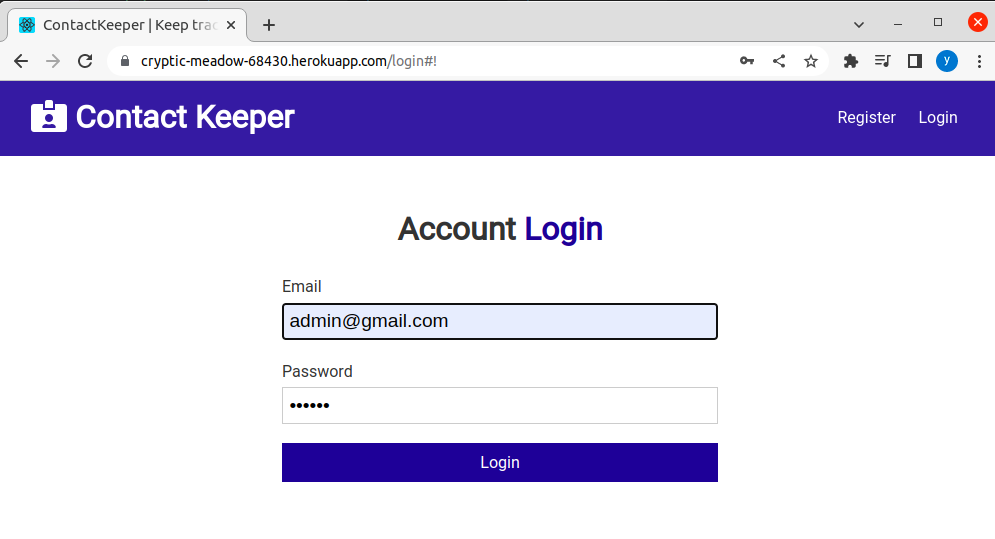 ContactKeeper | Keep trac
cryptic-meadow-68430.herokuapp.com/login#!
y
Contact Keeper
Register Login
Account Login
Email
admin@gmail.com
Password
••••••
Login